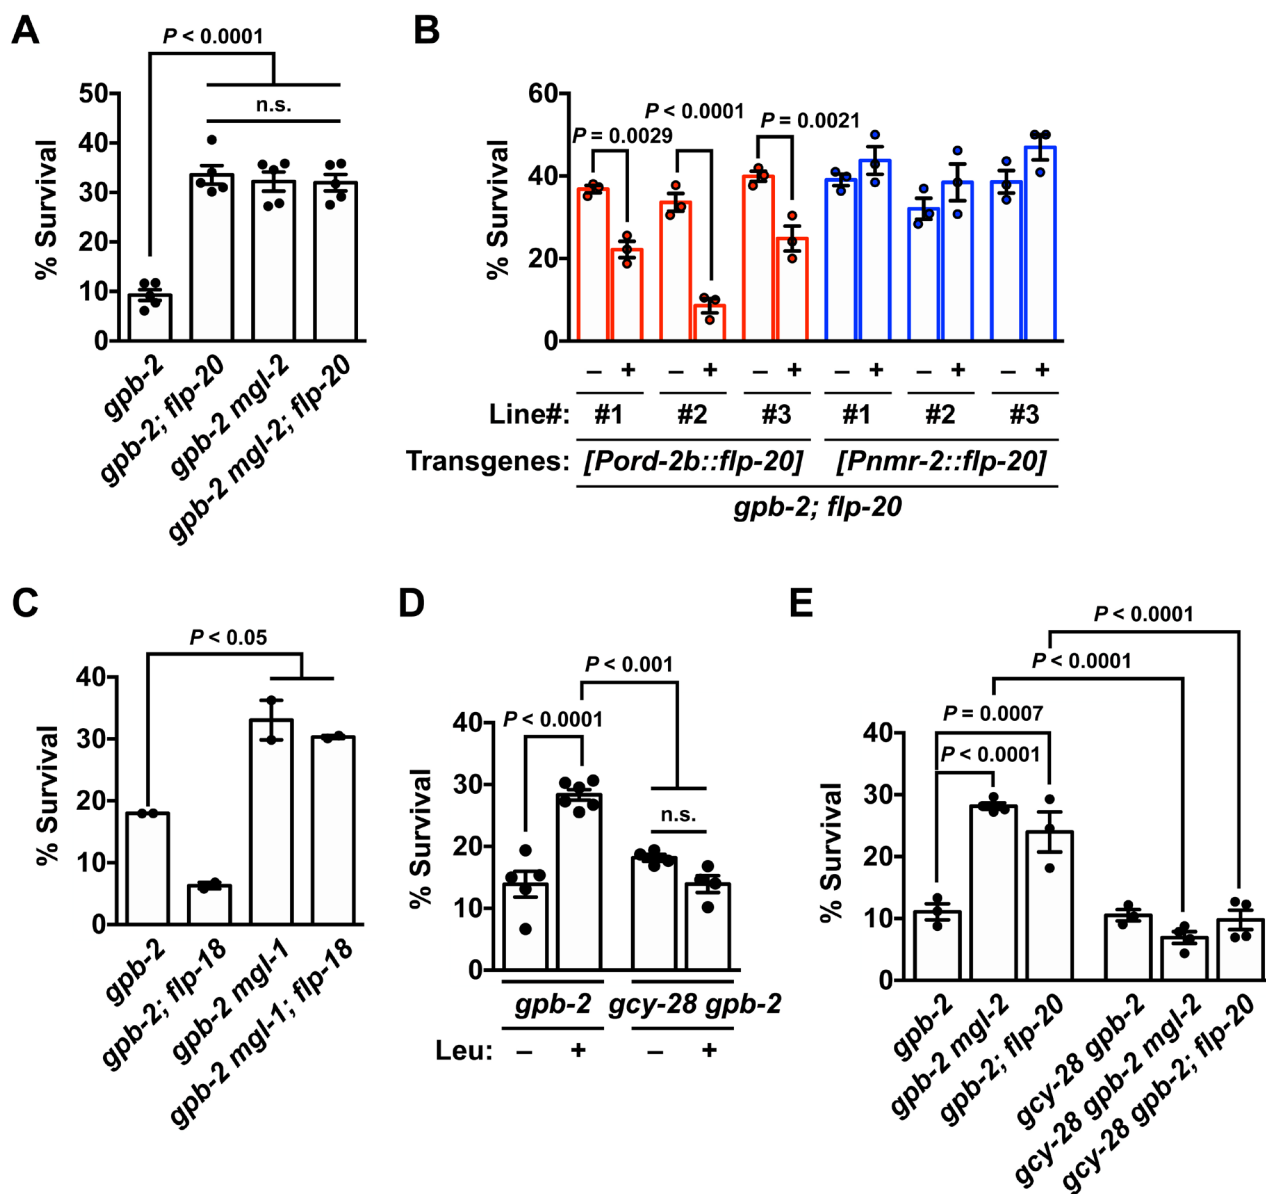 A
P < 0.0001
n.s.
% Survival
50
40
30
20
10
0
gpb-2
gpb-2; flp-20
gpb-2 mgl-2
gpb-2 mgl-2; flp-20
B
P = 0.0029
P < 0.0001
P = 0.0021
% Survival
60
40
20
0
– + – + – + – + – + – +
Line#: #1 #2 #3 #1 #2 #3
Transgenes: [Pord-2b::flp-20] [Pnmr-2::flp-20]
gpb-2; flp-20
C
P < 0.05
% Survival
40
30
20
10
0
gpb-2
gpb-2; flp-18
gpb-2 mgl-1
gpb-2 mgl-1; flp-18
D
P < 0.001
P < 0.0001
n.s.
% Survival
40
30
20
10
0
gpb-2 gcy-28 gpb-2
Leu: – + – +
E
P < 0.0001
P < 0.0001
P = 0.0007
P < 0.0001
% Survival
40
30
20
10
0
gpb-2
gpb-2 mgl-2
gpb-2; flp-20
gcy-28 gpb-2
gcy-28 gpb-2 mgl-2
gcy-28 gpb-2; flp-20